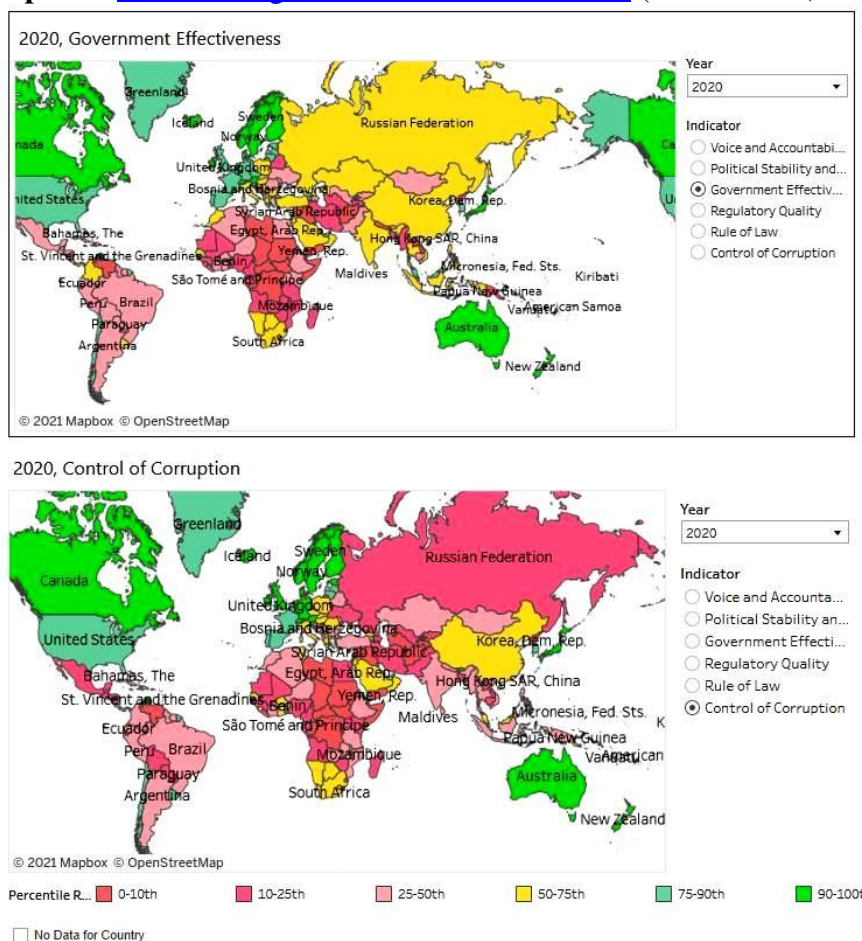 2020, Government Effectiveness
Year
2020
Indicator
Voice and Accountabi...
Political Stability and...
Government Effectiv...
Regulatory Quality
Rule of Law
Control of Corruption
Greenland
Iceland
Sweden
Norway
Russian Federation
nada
Ca
United Kingdom
Bosnia and Herzegovina
nited States
U
Korea, Dem. Rep.
Syrian Arab Republic
Bahamas, The
Egypt, Arab Rep.
Hong Kong SAR, China
St. Vincent and the Grenadines
Benin
Yemen, Rep.
Maldives
Micronesia, Fed. Sts.
Kiribati
Ecuador
São Tomé and Principe
Papua New Guinea
Peru
Brazil
Mozambique
Vanuatu
American Samoa
Paraguay
Australia
Argentina
South Africa
New Zealand
© 2021 Mapbox © OpenStreetMap
2020, Control of Corruption
Year
2020
Indicator
Voice and Accounta...
Political Stability an...
Government Effecti...
Regulatory Quality
Rule of Law
Control of Corruption
Greenland
Iceland
Sweden
Norway
Russian Federation
Canada
United Kingdom
Bosnia and Herzegovina
United States
Korea, Dem. Rep.
Syrian Arab Republic
Bahamas, The
Egypt, Arab Rep.
Hong Kong SAR, China
St. Vincent and the Grenadines
Benin
Yemen, Rep.
Maldives
Micronesia, Fed. Sts.
K
Ecuador
São Tomé and Principe
Papua New Guinea
Peru
Brazil
Mozambique
Vanuatu
American
Paraguay
Australia
Argentina
South Africa
New Zealand
© 2021 Mapbox © OpenStreetMap
Percentile R...
0-10th
10-25th
25-50th
50-75th
75-90th
90-100t
No Data for Country